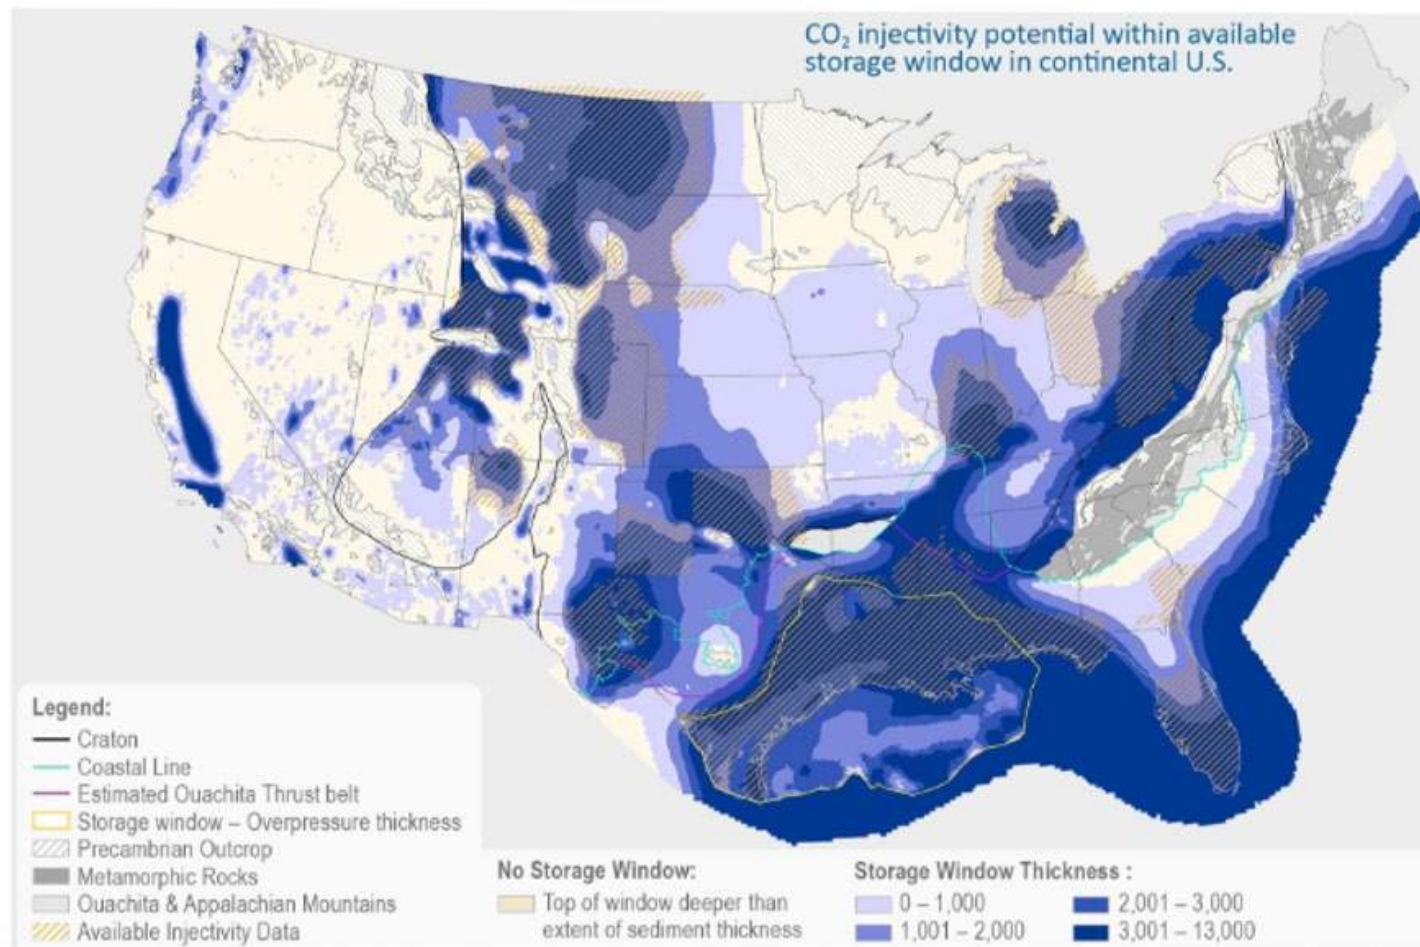 CO₂ injectivity potential within available
storage window in continental U.S.
Legend:
Craton
Coastal Line
Estimated Ouachita Thrust belt
Storage window – Overpressure thickness
Precambrian Outcrop
Metamorphic Rocks
Ouachita & Appalachian Mountains
Available Injectivity Data
No Storage Window:
Top of window deeper than
extent of sediment thickness
Storage Window Thickness :
0 – 1,000
1,001 – 2,000
2,001 – 3,000
3,001 – 13,000